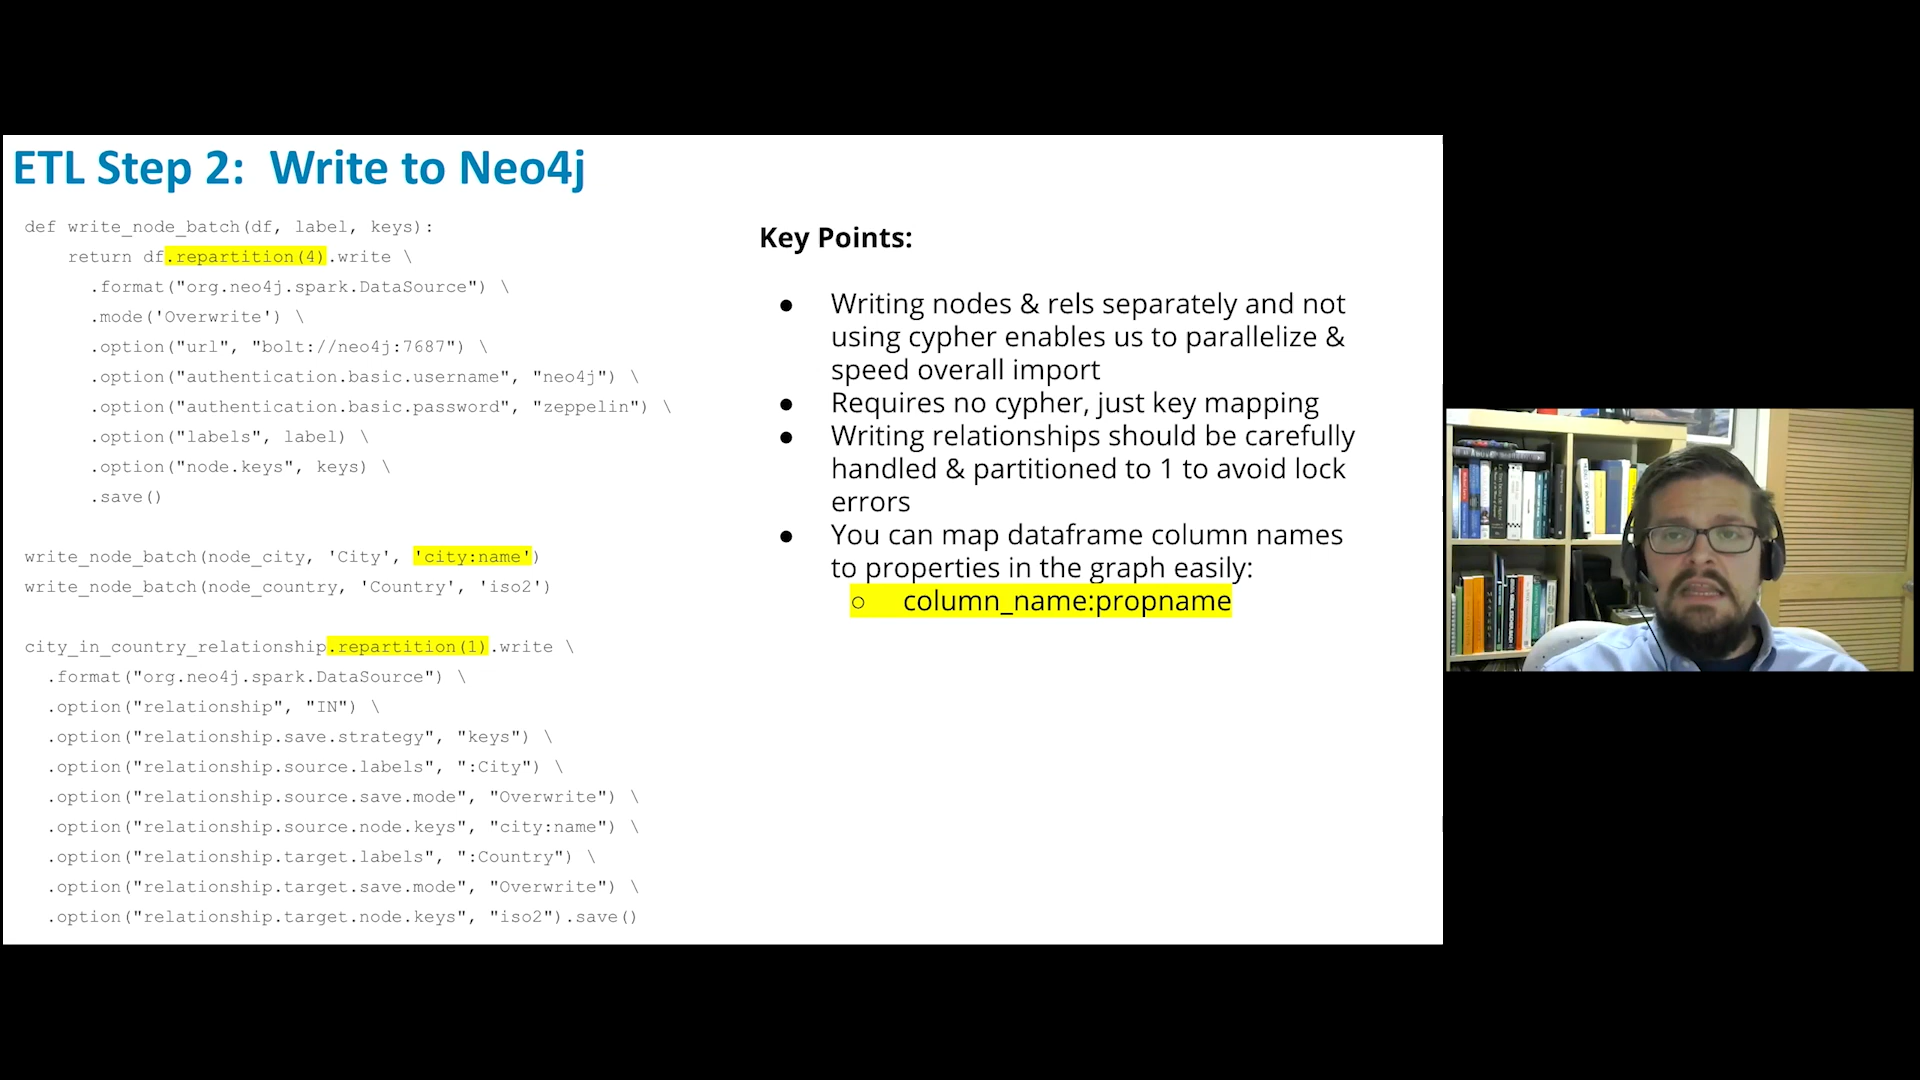 ETL Step 2:  Write to Neo4j
def write_node_batch(df, label, keys):
    return df.repartition(4).write \
      .format("org.neo4j.spark.DataSource") \
      .mode('Overwrite') \
      .option("url", "bolt://neo4j:7687") \
      .option("authentication.basic.username", "neo4j") \
      .option("authentication.basic.password", "zeppelin") \
      .option("labels", label) \
      .option("node.keys", keys) \
      .save()
write_node_batch(node_city, 'City', 'city:name')
write_node_batch(node_country, 'Country', 'iso2')
city_in_country_relationship.repartition(1).write \
  .format("org.neo4j.spark.DataSource") \
  .option("relationship", "IN") \
  .option("relationship.save.strategy", "keys") \
  .option("relationship.source.labels", ":City") \
  .option("relationship.source.save.mode", "Overwrite") \
  .option("relationship.source.node.keys", "city:name") \
  .option("relationship.target.labels", ":Country") \
  .option("relationship.target.save.mode", "Overwrite") \
  .option("relationship.target.node.keys", "iso2").save()
Key Points:
● Writing nodes & rels separately and not
using cypher enables us to parallelize &
speed overall import
● Requires no cypher, just key mapping
● Writing relationships should be carefully
handled & partitioned to 1 to avoid lock
errors
● You can map dataframe column names
to properties in the graph easily:
○ column_name:propname